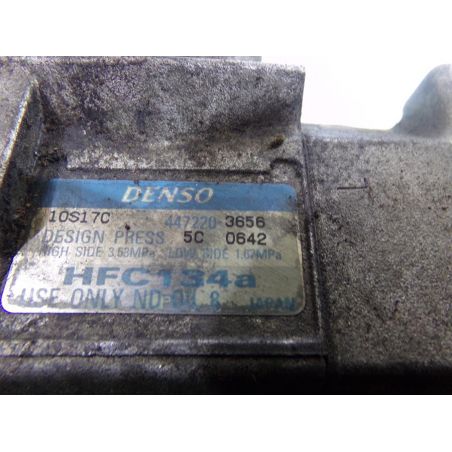 DENSO
10S17C 447220-3656
DESIGN PRESS 5C 0642
HIGH SIDE 3.53MPa LOW SIDE 1.67MPa
HFC134a
USE ONLY ND-OIL 8 JAPAN